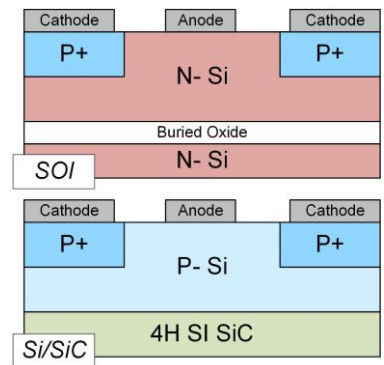 Cathode Anode Cathode
P+ N- Si P+
Buried Oxide
N- Si
SOI
Cathode Anode Cathode
P+ P- Si P+
4H SI SiC
Si/SiC